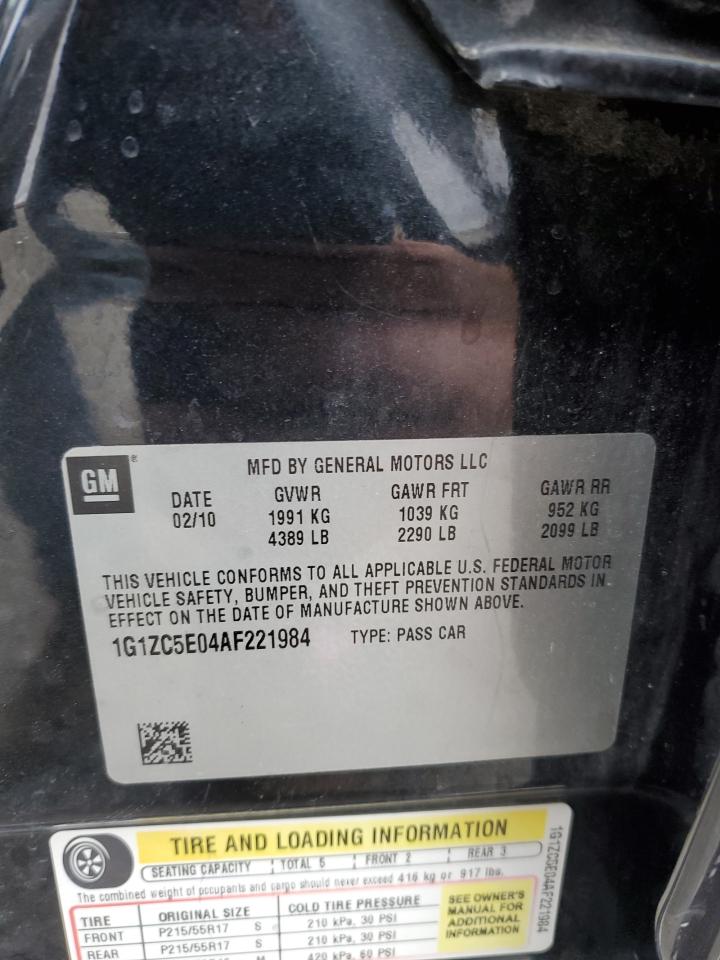 GM
MFD BY GENERAL MOTORS LLC
DATE GVWR GAWR FRT GAWR RR
02/10 1991 KG 1039 KG 952 KG
4389 LB 2290 LB 2099 LB
THIS VEHICLE CONFORMS TO ALL APPLICABLE U.S. FEDERAL MOTOR
VEHICLE SAFETY, BUMPER, AND THEFT PREVENTION STANDARDS IN
EFFECT ON THE DATE OF MANUFACTURE SHOWN ABOVE.
1G1ZC5E04AF221984 TYPE: PASS CAR
TIRE AND LOADING INFORMATION
SEATING CAPACITY TOTAL 5 FRONT 2 REAR 3
The combined weight of occupants and cargo should never exceed 416 kg or 917 lbs.
TIRE ORIGINAL SIZE COLD TIRE PRESSURE
FRONT P215/55R17 S 210 kPa, 30 PSI
REAR P215/55R17 S 210 kPa, 30 PSI
420 kPa, 60 PSI
SEE OWNER'S
MANUAL FOR
ADDITIONAL
INFORMATION
1G1ZC5E04AF221984